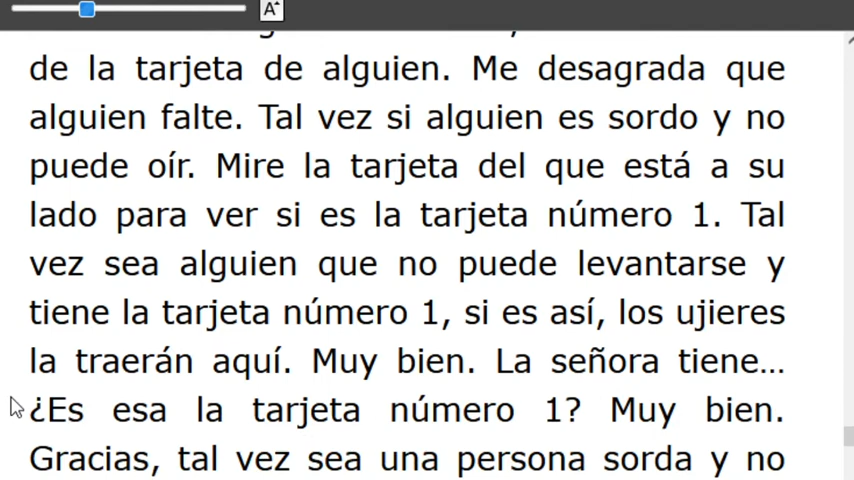 A
de la tarjeta de alguien. Me desagrada que
alguien falte. Tal vez si alguien es sordo y no
puede oír. Mire la tarjeta del que está a su
lado para ver si es la tarjeta número 1. Tal
vez sea alguien que no puede levantarse y
tiene la tarjeta número 1, si es así, los ujieres
la traerán aquí. Muy bien. La señora tiene…
¿Es esa la tarjeta número 1? Muy bien.
Gracias, tal vez sea una persona sorda y no